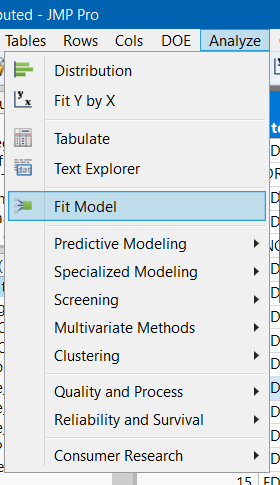 buted - JMP Pro
Tables Rows Cols DOE Analyze
Distribution
y x Fit Y by X
Tabulate
Text Explorer
Fit Model
Predictive Modeling
Specialized Modeling
Screening
Multivariate Methods
Clustering
Quality and Process
Reliability and Survival
Consumer Research
15